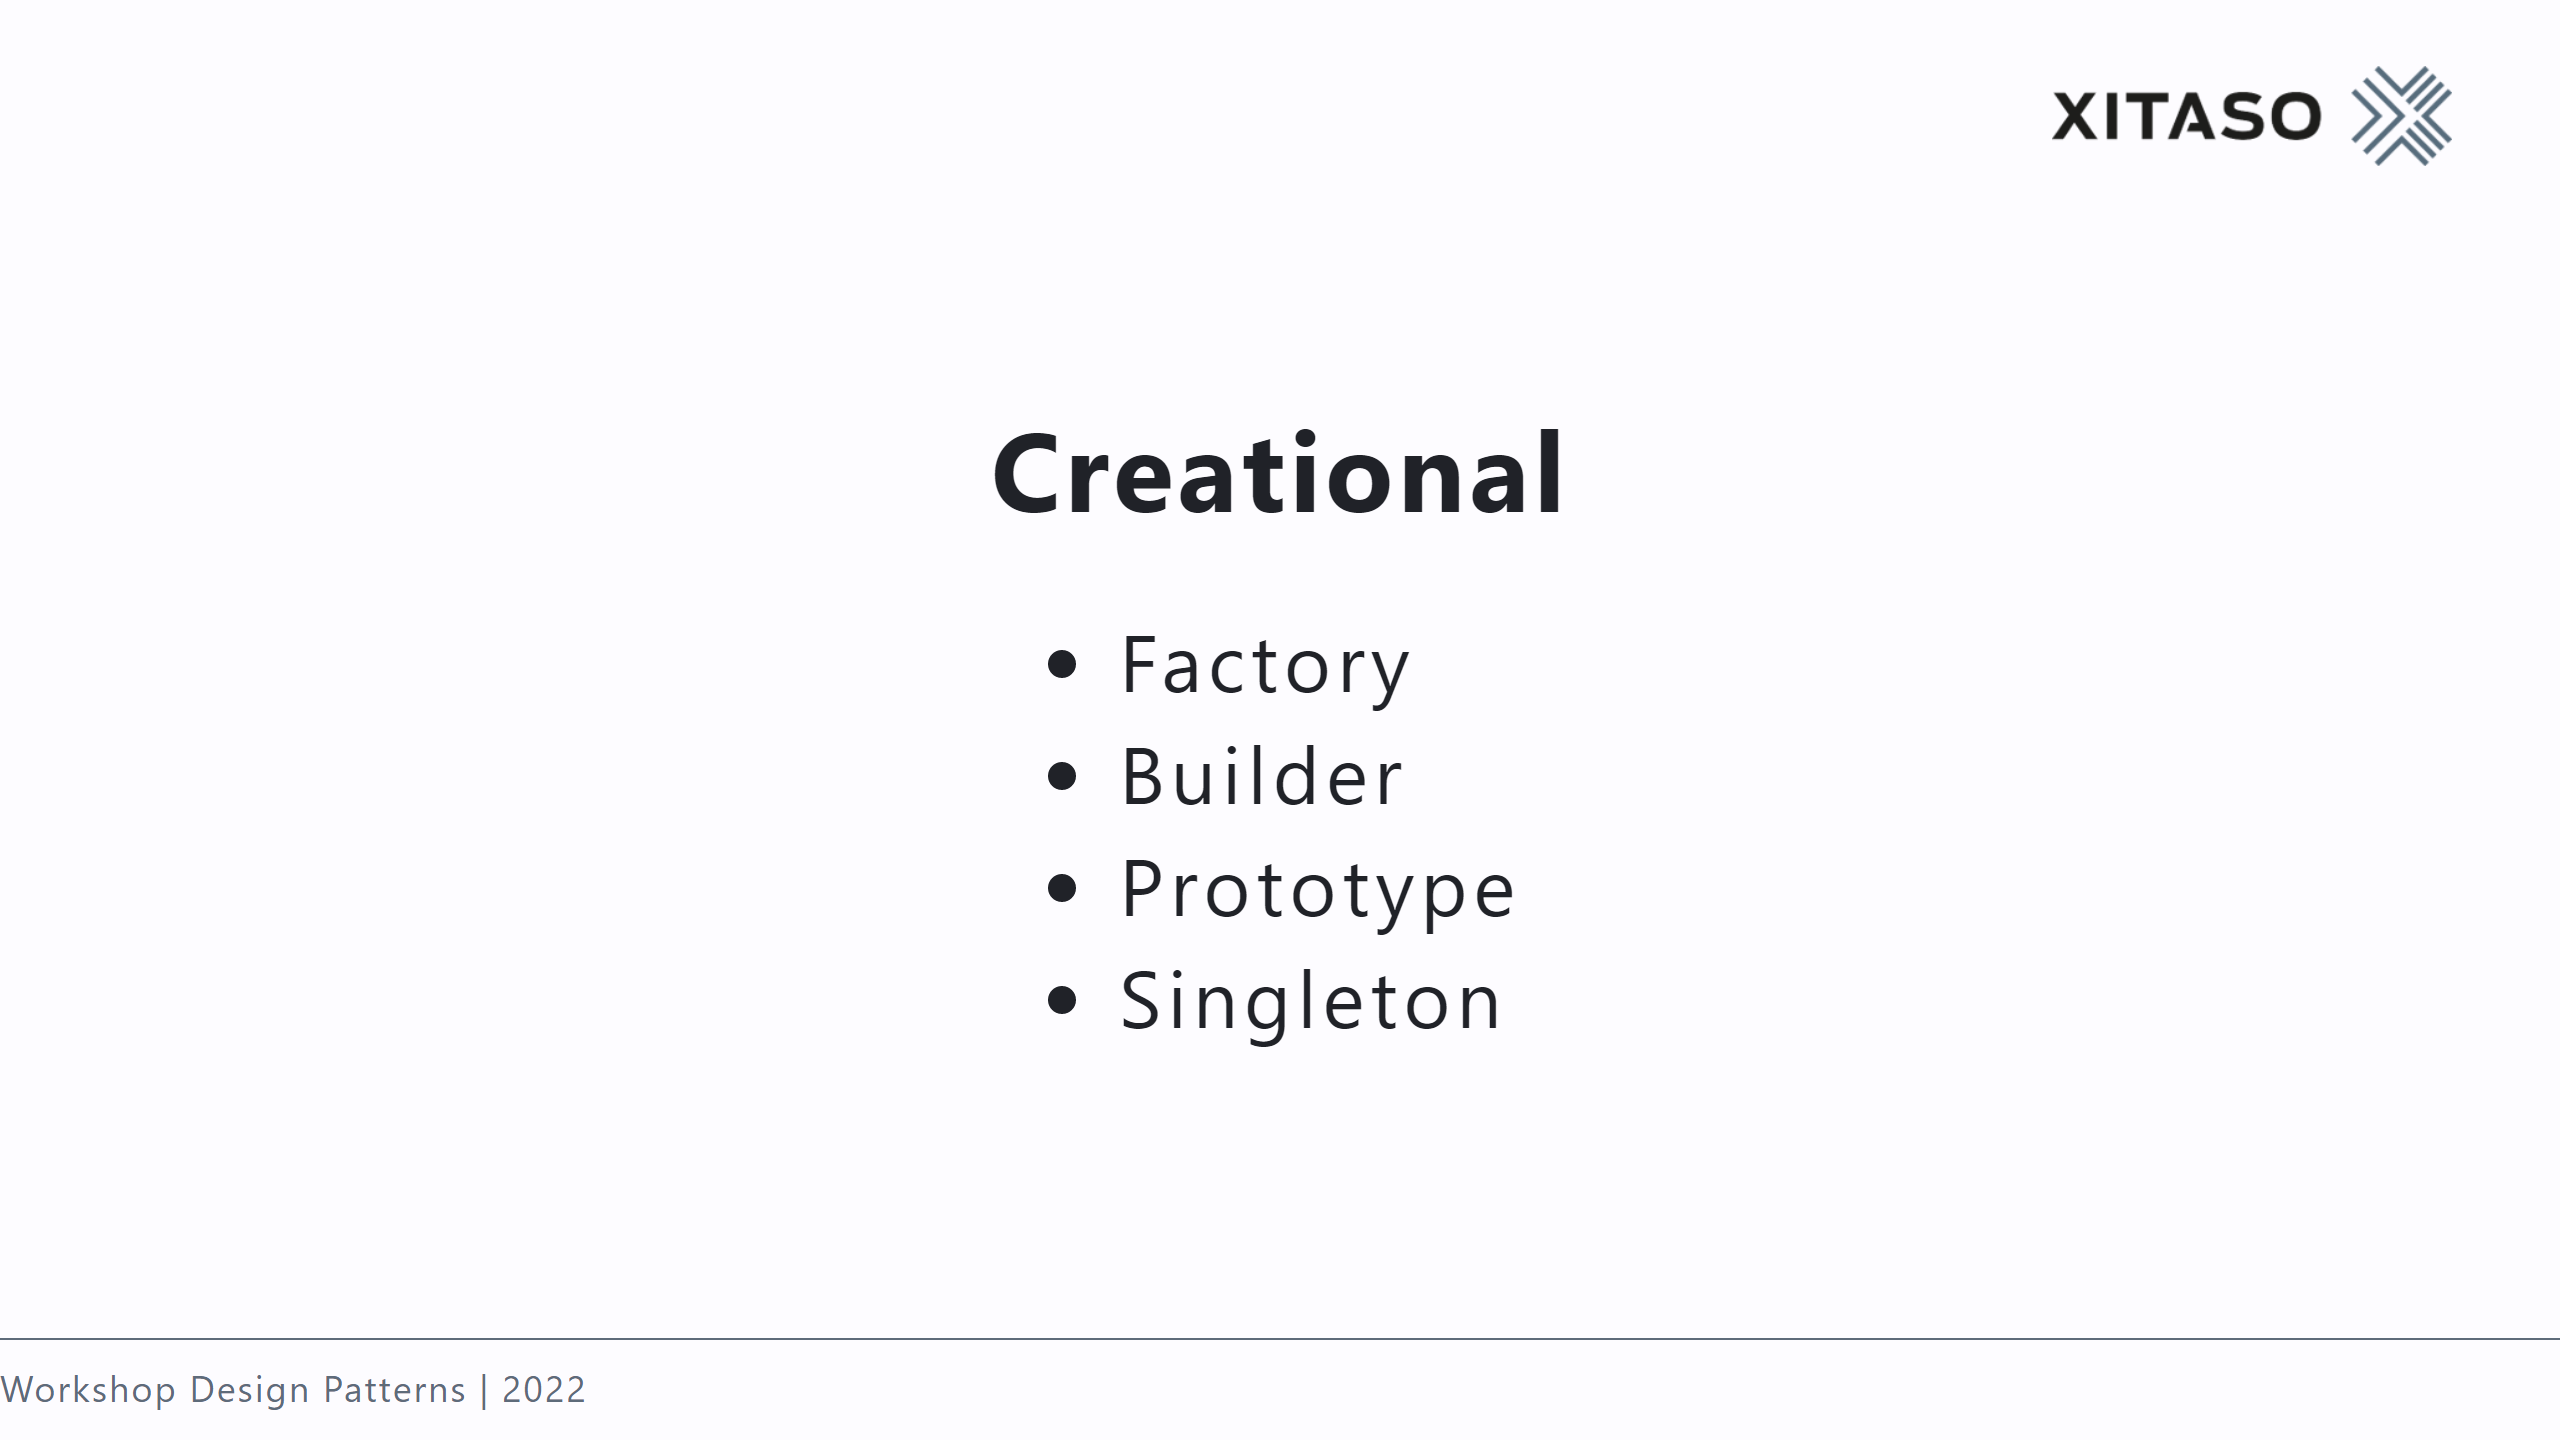 XITASO
Creational
• Factory
• Builder
• Prototype
• Singleton
Workshop Design Patterns | 2022